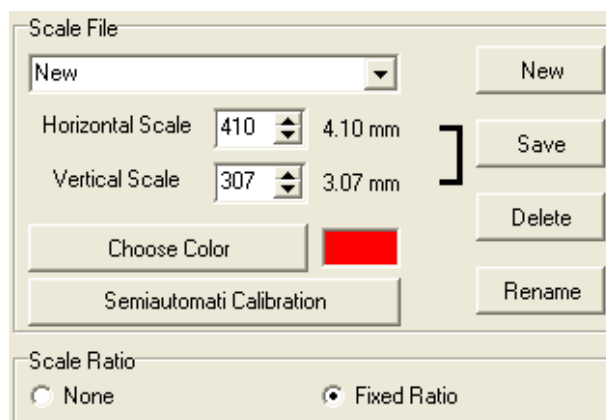 Scale File
New
New
Horizontal Scale 410 4.10 mm
Save
Vertical Scale 307 3.07 mm
Delete
Choose Color
Semiautomati Calibration
Rename
Scale Ratio
None Fixed Ratio